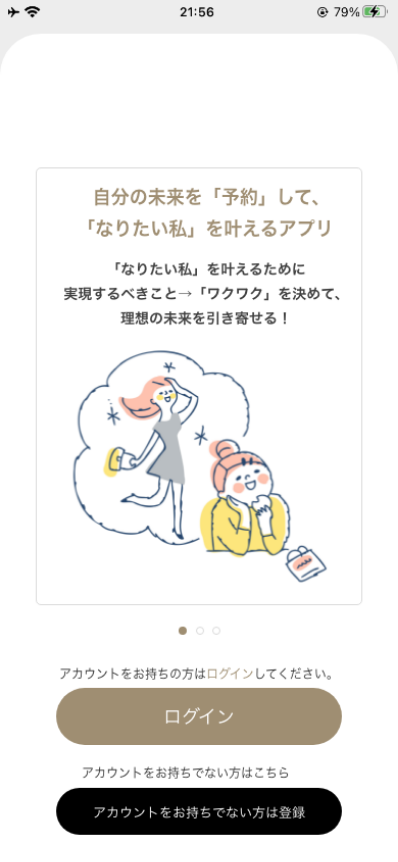 21:56
79%
自分の未来を「予約」して、
「なりたい私」を叶えるアプリ
「なりたい私」を叶えるために
実現するべきこと→「ワクワク」を決めて、
理想の未来を引き寄せる！
アカウントをお持ちの方はログインしてください。
ログイン
アカウントをお持ちでない方はこちら
アカウントをお持ちでない方は登録